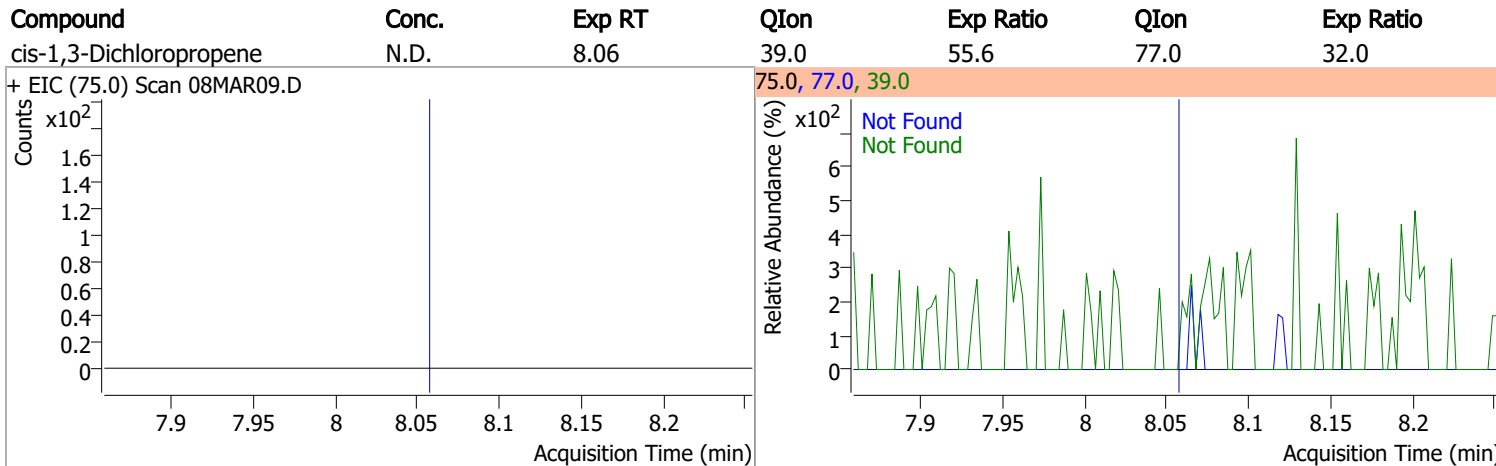 Compound Conc. Exp RT QIon Exp Ratio QIon Exp Ratio
cis-1,3-Dichloropropene N.D. 8.06 39.0 55.6 77.0 32.0
+ EIC (75.0) Scan 08MAR09.D
Counts
x10²
1.6
1.4
1.2
1
0.8
0.6
0.4
0.2
0
7.9 7.95 8 8.05 8.1 8.15 8.2
Acquisition Time (min)
75.0, 77.0, 39.0
Relative Abundance (%)
x10²
Not Found
Not Found
6
5
4
3
2
1
0
7.9 7.95 8 8.05 8.1 8.15 8.2
Acquisition Time (min)